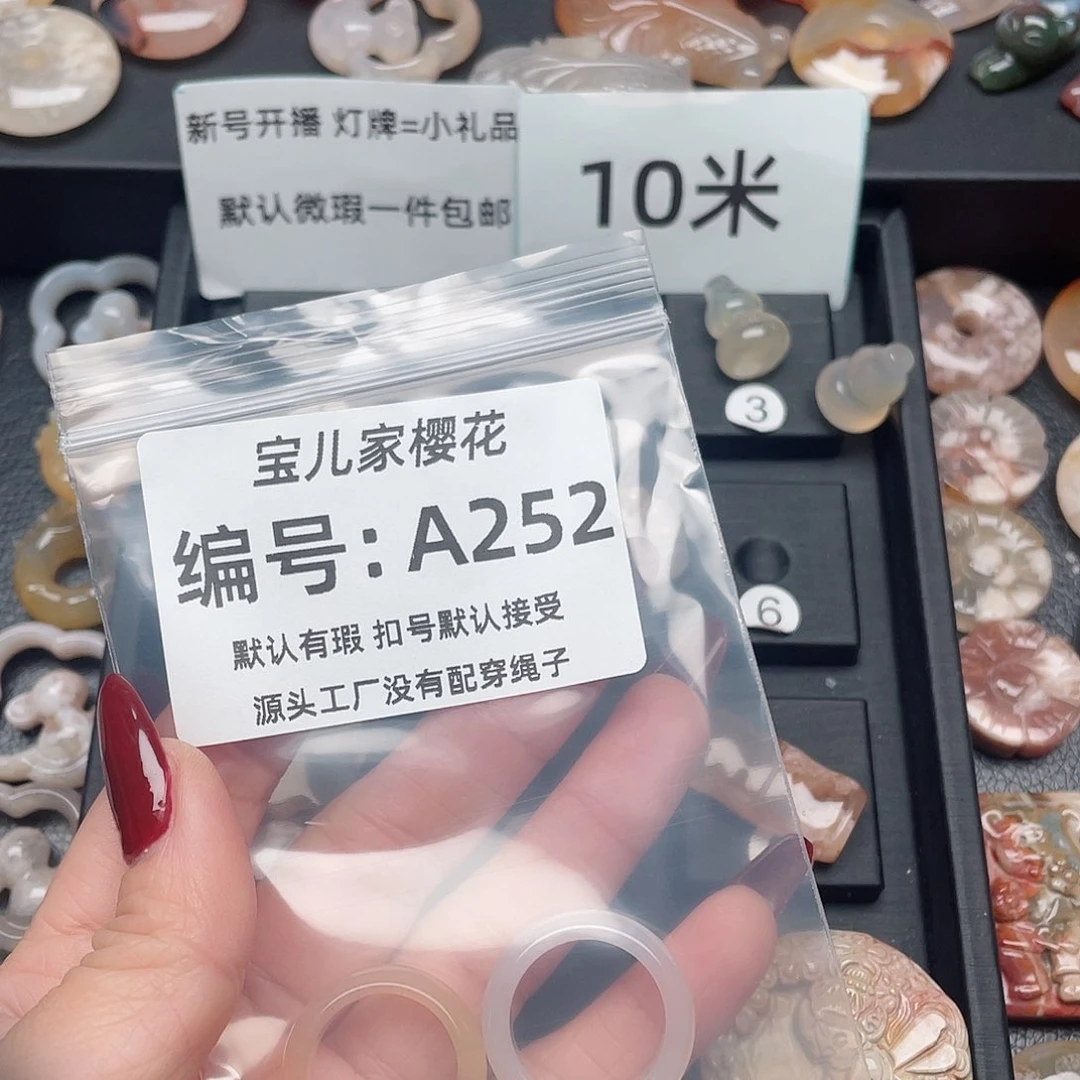 新号开播 灯牌=小礼品
默认微瑕一件包邮
10米
3
6
宝儿家樱花
编号：A252
默认有瑕 扣号默认接受
源头工厂没有配穿绳子